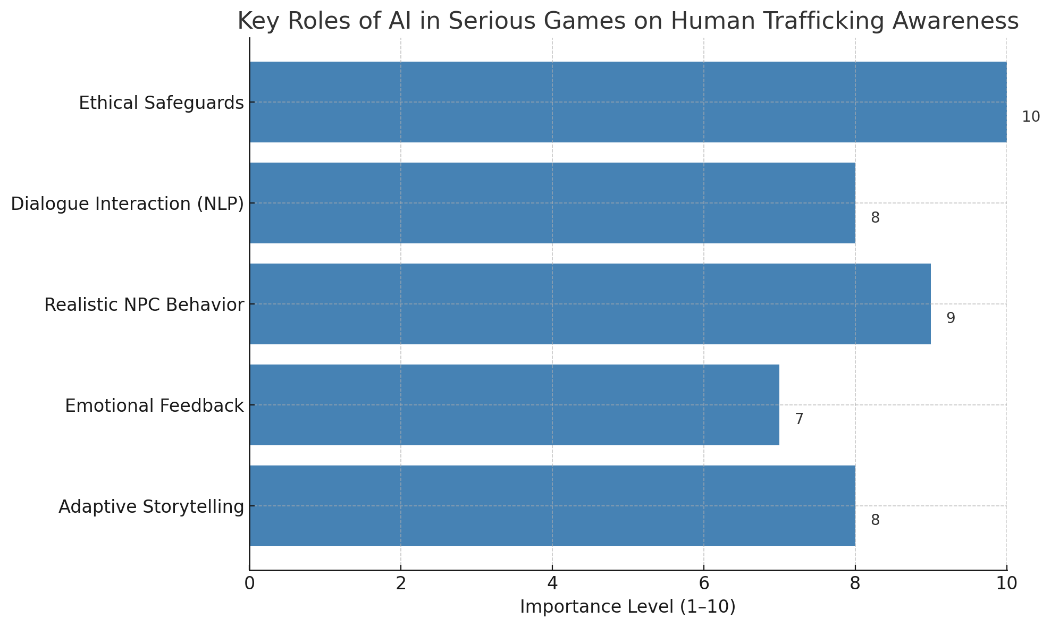 Key Roles of AI in Serious Games on Human Trafficking Awareness
Ethical Safeguards
10
Dialogue Interaction (NLP)
8
Realistic NPC Behavior
9
Emotional Feedback
7
Adaptive Storytelling
8
0 2 4 6 8 10
Importance Level (1–10)